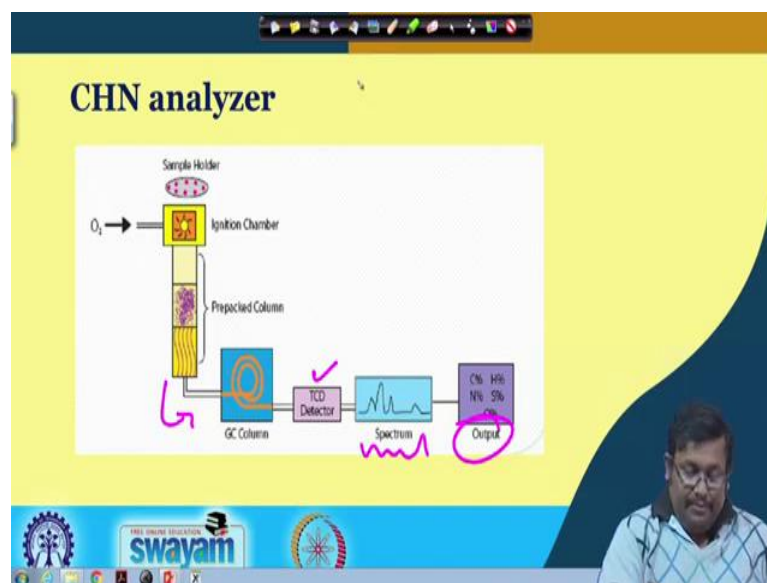 CHN analyzer
Sample Holder
O₂
Ignition Chamber
Prepacked Column
GC Column
TCD
Detector
Spectrum
C% H%
N% S%
O%
Output
FREE ONLINE EDUCATION
swayam